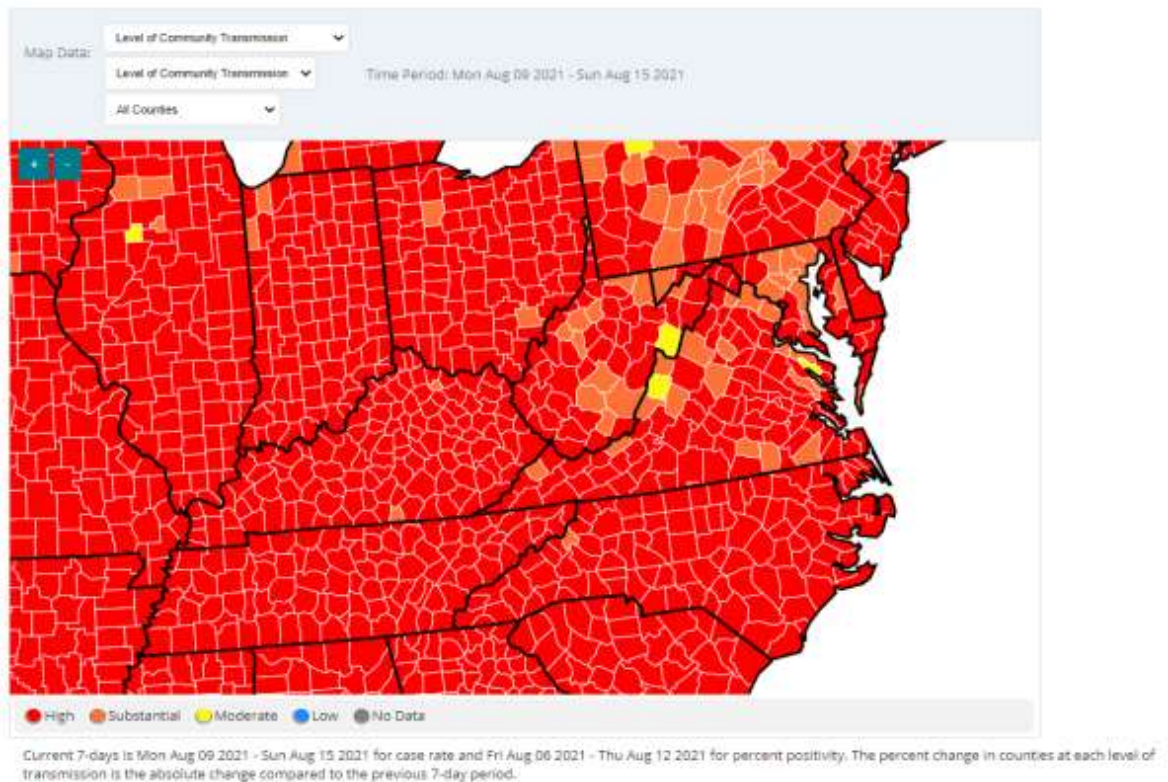 Map Data:
Level of Community Transmission
Level of Community Transmission
Time Period: Mon Aug 09 2021 - Sun Aug 15 2021
All Counties
+ -
High Substantial Moderate Low No Data
Current 7-days is Mon Aug 09 2021 - Sun Aug 15 2021 for case rate and Fri Aug 06 2021 - Thu Aug 12 2021 for percent positivity. The percent change in counties at each level of
transmission is the absolute change compared to the previous 7-day period.